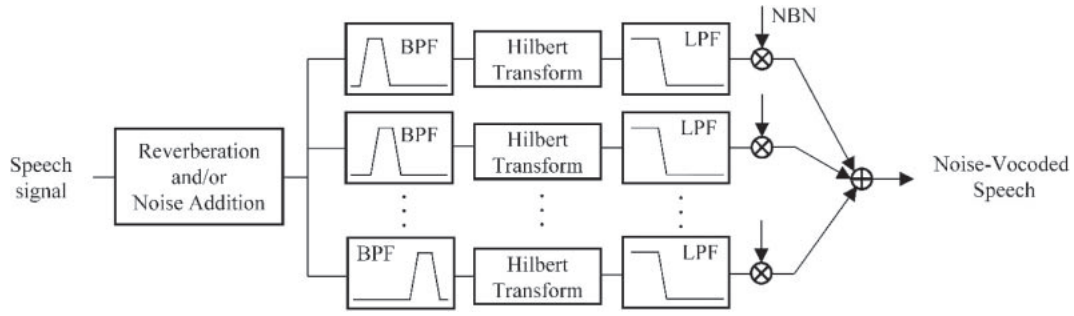 NBN
BPF
Hilbert
Transform
LPF
Speech
signal
Reverberation
and/or
Noise Addition
BPF
Hilbert
Transform
LPF
Noise-Vocoded
Speech
BPF
Hilbert
Transform
LPF